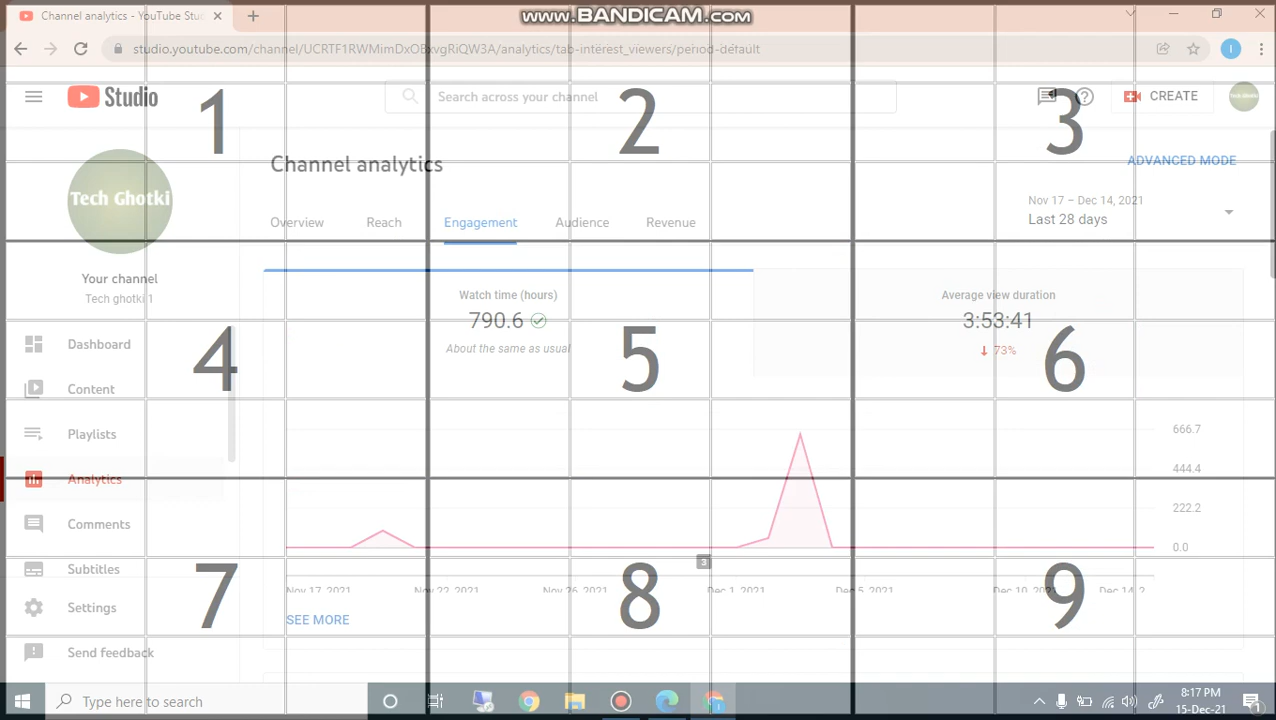 Channel analytics - YouTube Stu
www.BANDICAM.com
studio.youtube.com/channel/UCRTF1RWMimDxOBxvgRiQW3A/analytics/tab-interest_viewers/period-default
Studio
Search across your channel
CREATE
1
2
3
Tech Ghotki
Your channel
Tech ghotki 1
Channel analytics
ADVANCED MODE
Nov 17 – Dec 14, 2021
Last 28 days
Overview
Reach
Engagement
Audience
Revenue
Watch time (hours)
790.6
About the same as usual
Average view duration
3:53:41
73%
4
5
6
Dashboard
Content
Playlists
Analytics
Comments
Subtitles
Settings
Send feedback
666.7
444.4
222.2
0.0
3
Nov 17, 2021
Nov 22, 2021
Nov 26, 2021
Dec 1, 2021
Dec 5, 2021
Dec 10, 2021
Dec 14, 2
7
8
9
SEE MORE
Type here to search
8:17 PM
15-Dec-21
1